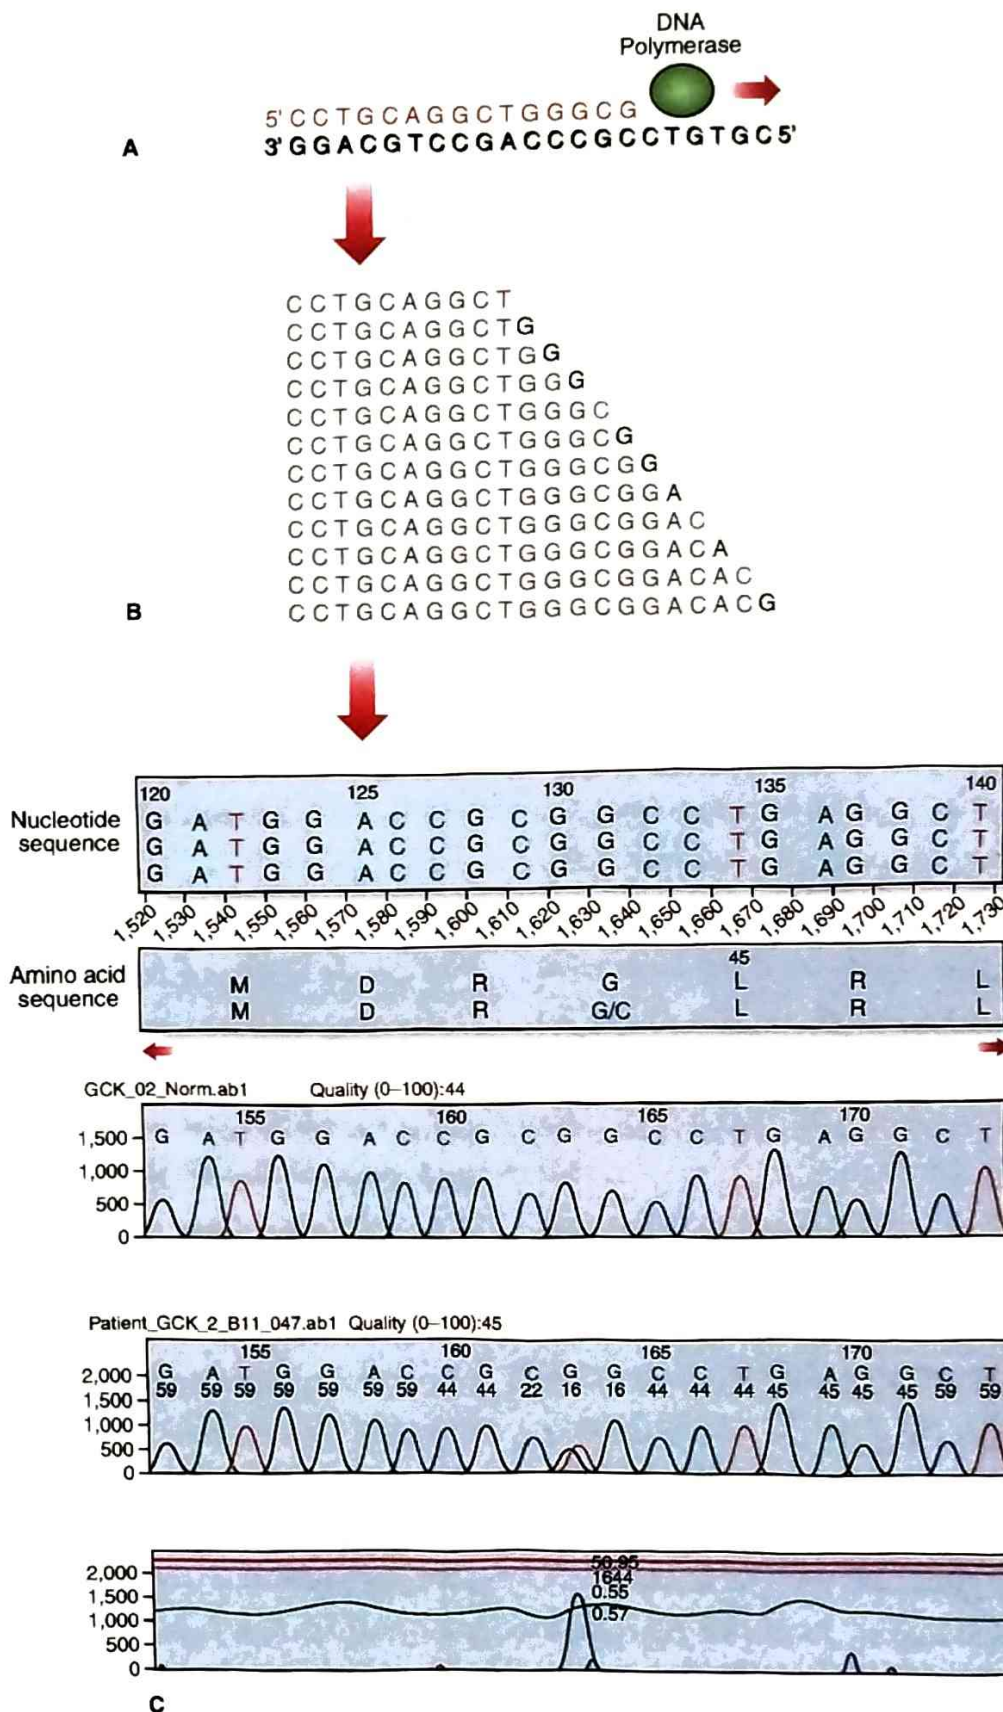 DNA
Polymerase
5' C C T G C A G G C T G G G C G
A 3' G G A C G T C C G A C C C G C C T G T G C 5'
C C T G C A G G C T
C C T G C A G G C T G
C C T G C A G G C T G G
C C T G C A G G C T G G G
C C T G C A G G C T G G G C
C C T G C A G G C T G G G C G
C C T G C A G G C T G G G C G G
C C T G C A G G C T G G G C G G A
C C T G C A G G C T G G G C G G A C
C C T G C A G G C T G G G C G G A C A
C C T G C A G G C T G G G C G G A C A C
B C C T G C A G G C T G G G C G G A C A C G
120 125 130 135 140
Nucleotide sequence
G A T G G A C C G C G G C C T G A G G C T
G A T G G A C C G C G G C C T G A G G C T
G A T G G A C C G C G G C C T G A G G C T
1,520 1,530 1,540 1,550 1,560 1,570 1,580 1,590 1,600 1,610 1,620 1,630 1,640 1,650 1,660 1,670 1,680 1,690 1,700 1,710 1,720 1,730
45
Amino acid sequence
M D R G L R L
M D R G/C L R L
GCK_02_Norm.ab1 Quality (0–100):44
155 160 165 170
G A T G G A C C G C G G C C T G A G G C T
1,500
1,000
500
0
Patient_GCK_2_B11_047.ab1 Quality (0–100):45
155 160 165 170
G A T G G A C C G C G G C C T G A G G C T
59 59 59 59 59 59 59 44 44 22 16 16 44 44 44 45 45 45 45 59 59
2,000
1,500
1,000
500
0
50.95
1644
0.55
0.57
2,000
1,500
1,000
500
0
C